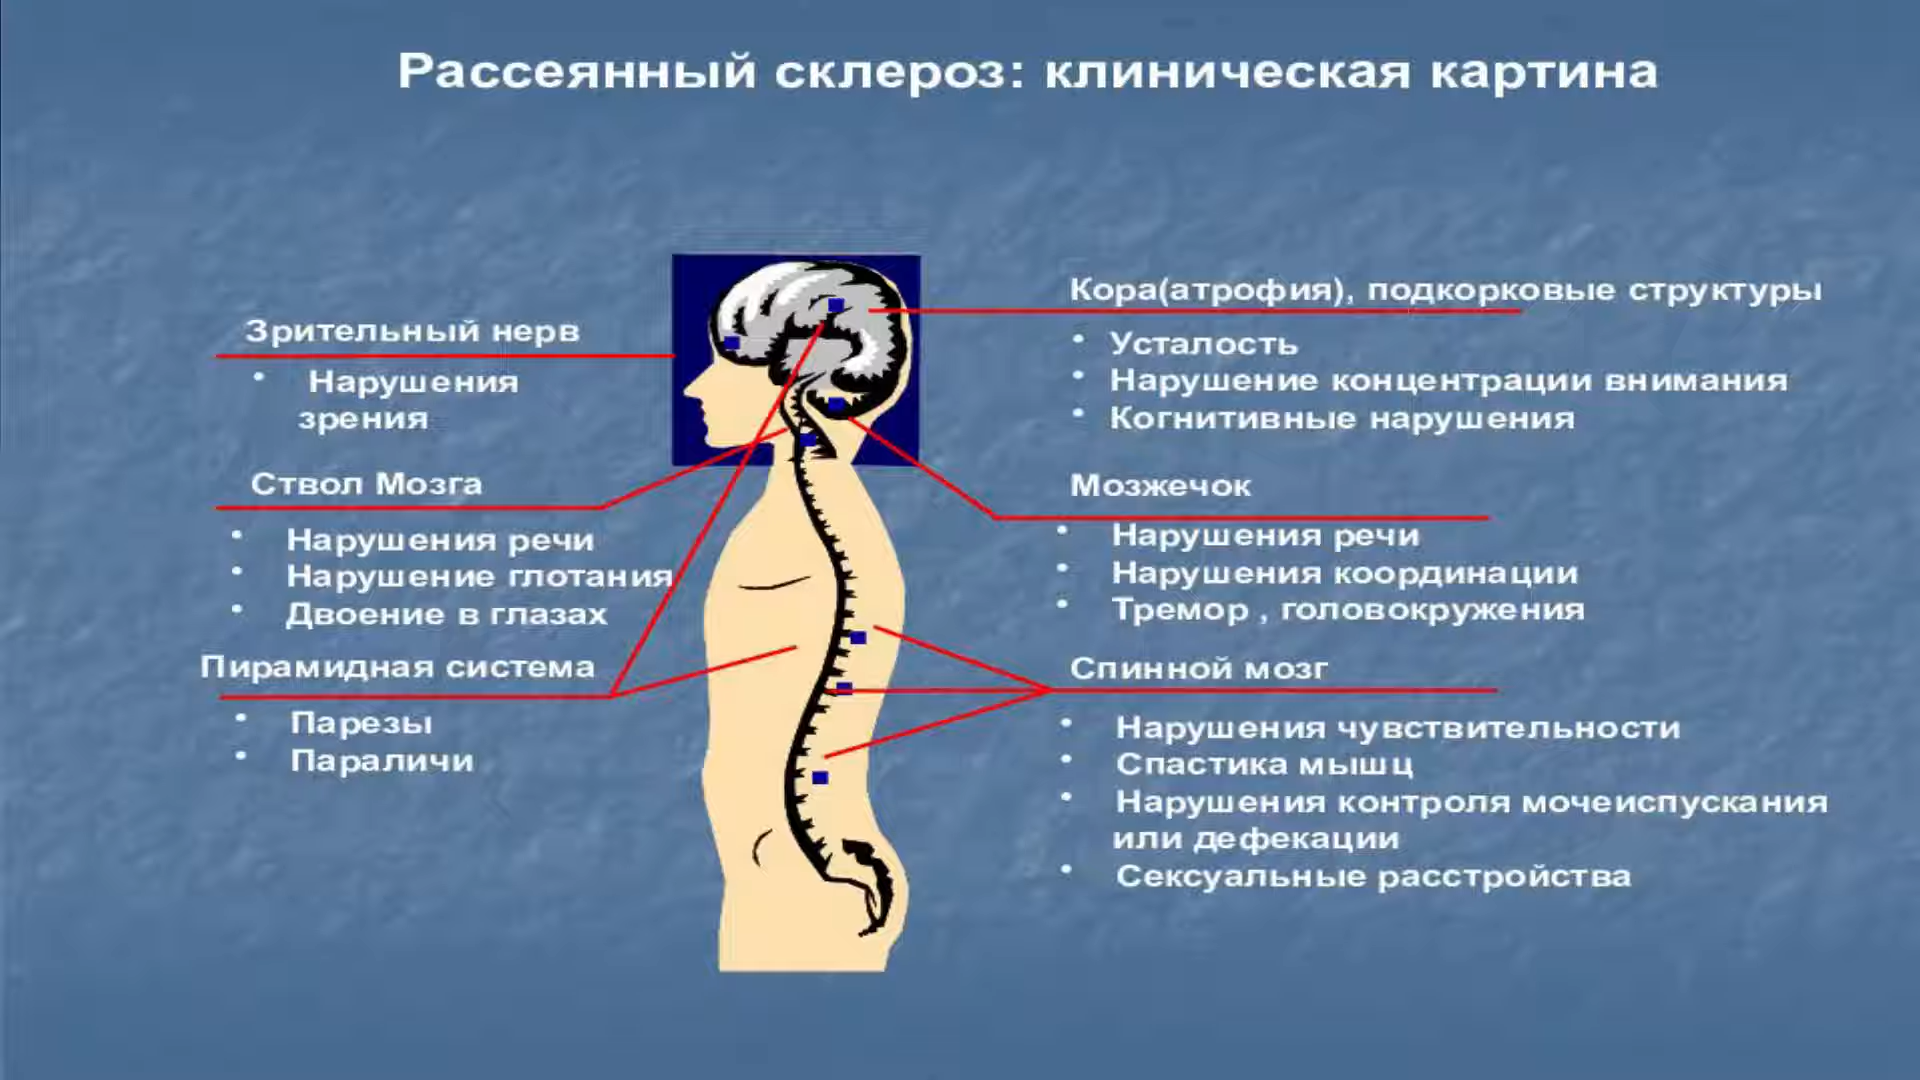 Рассеянный склероз: клиническая картина
Зрительный нерв
• Нарушения
зрения
Ствол Мозга
• Нарушения речи
• Нарушение глотания
• Двоение в глазах
Пирамидная система
• Парезы
• Параличи
Кора(атрофия), подкорковые структуры
• Усталость
• Нарушение концентрации внимания
• Когнитивные нарушения
Мозжечок
• Нарушения речи
• Нарушения координации
• Тремор , головокружения
Спинной мозг
• Нарушения чувствительности
• Спастика мышц
• Нарушения контроля мочеиспускания
или дефекации
• Сексуальные расстройства